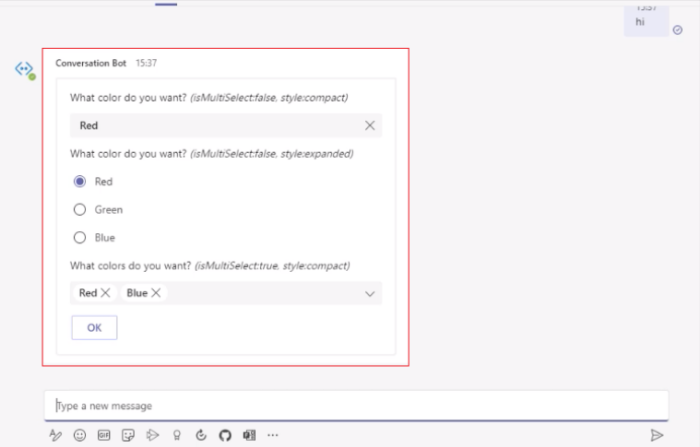 15:37
hi
Conversation Bot 15:37
What color do you want? (isMultiSelect:false, style:compact)
Red
What color do you want? (isMultiSelect:false, style:expanded)
Red
Green
Blue
What colors do you want? (isMultiSelect:true, style:compact)
Red Blue
OK
Type a new message
GIF